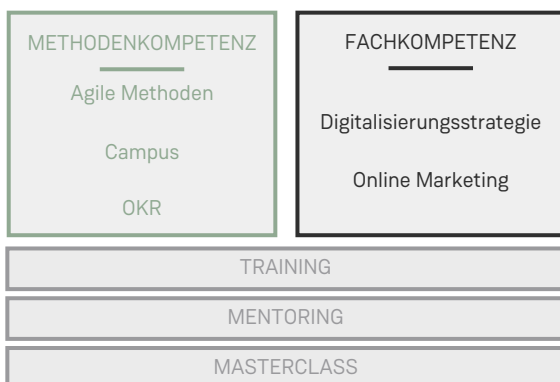 METHODENKOMPETENZ
Agile Methoden
Campus
OKR
FACHKOMPETENZ
Digitalisierungsstrategie
Online Marketing
TRAINING
MENTORING
MASTERCLASS